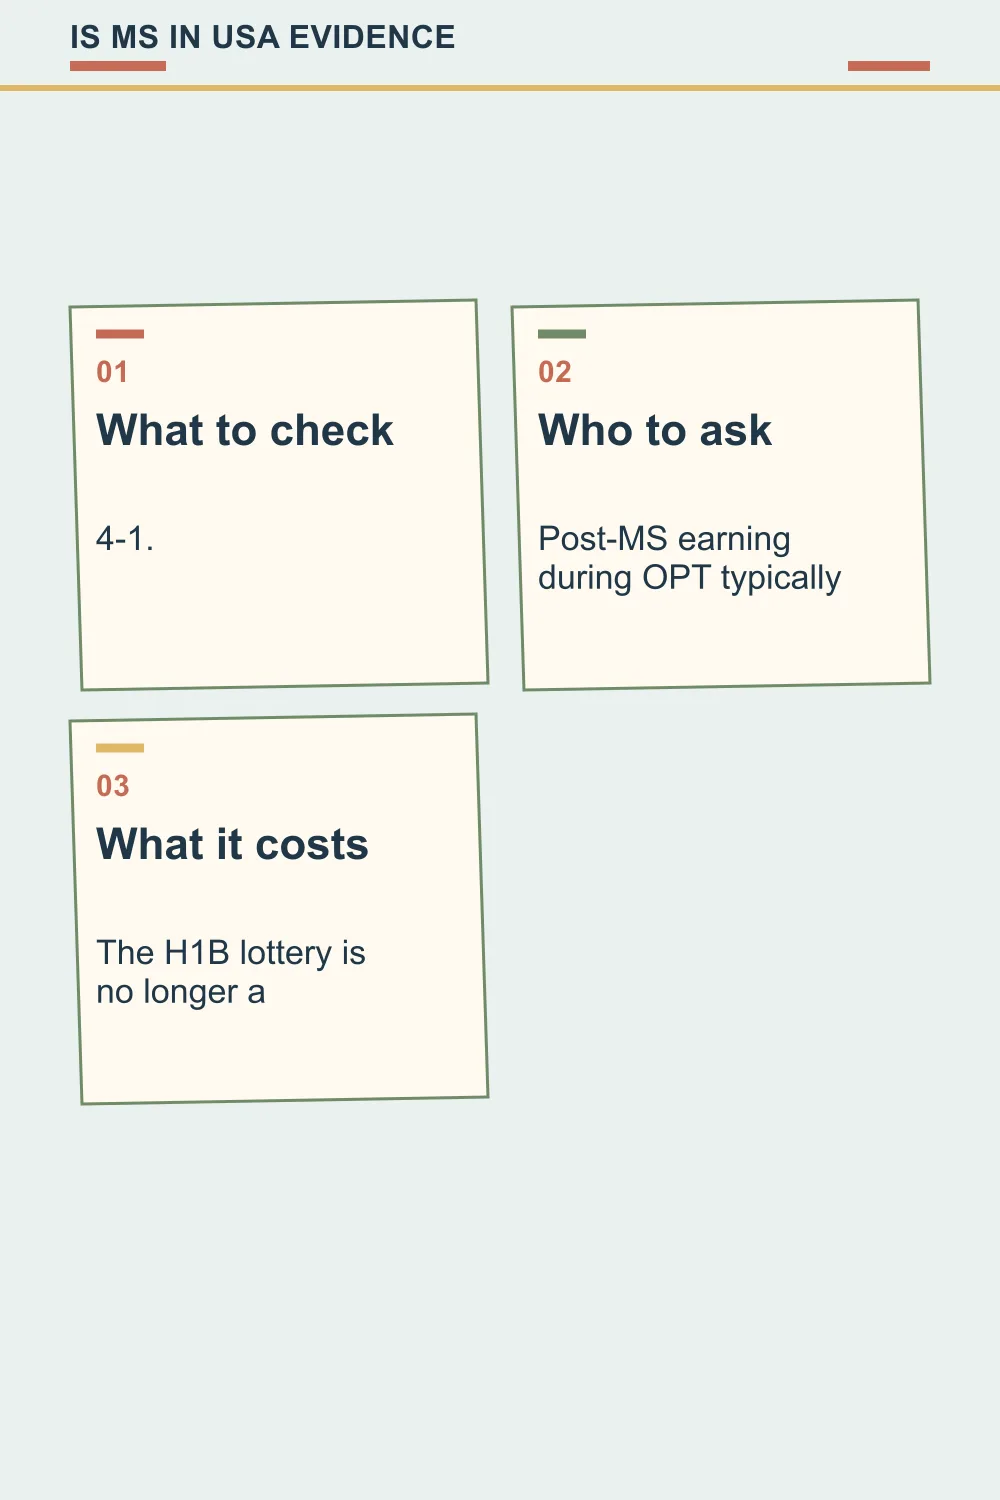 IS MS IN USA EVIDENCE
01
What to check
4-1.
02
Who to ask
Post-MS earning
during OPT typically
03
What it costs
The H1B lottery is
no longer a